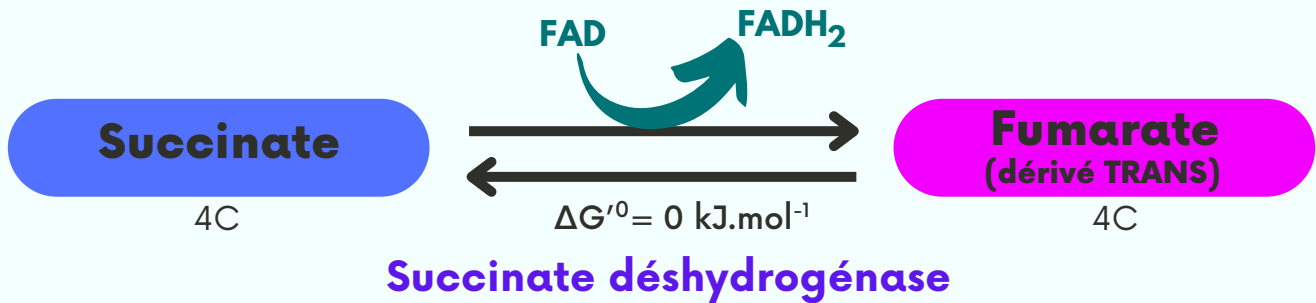 FAD
FADH₂
Succinate
Fumarate
(dérivé TRANS)
4C
ΔG′⁰= 0 kJ.mol⁻¹
4C
Succinate déshydrogénase